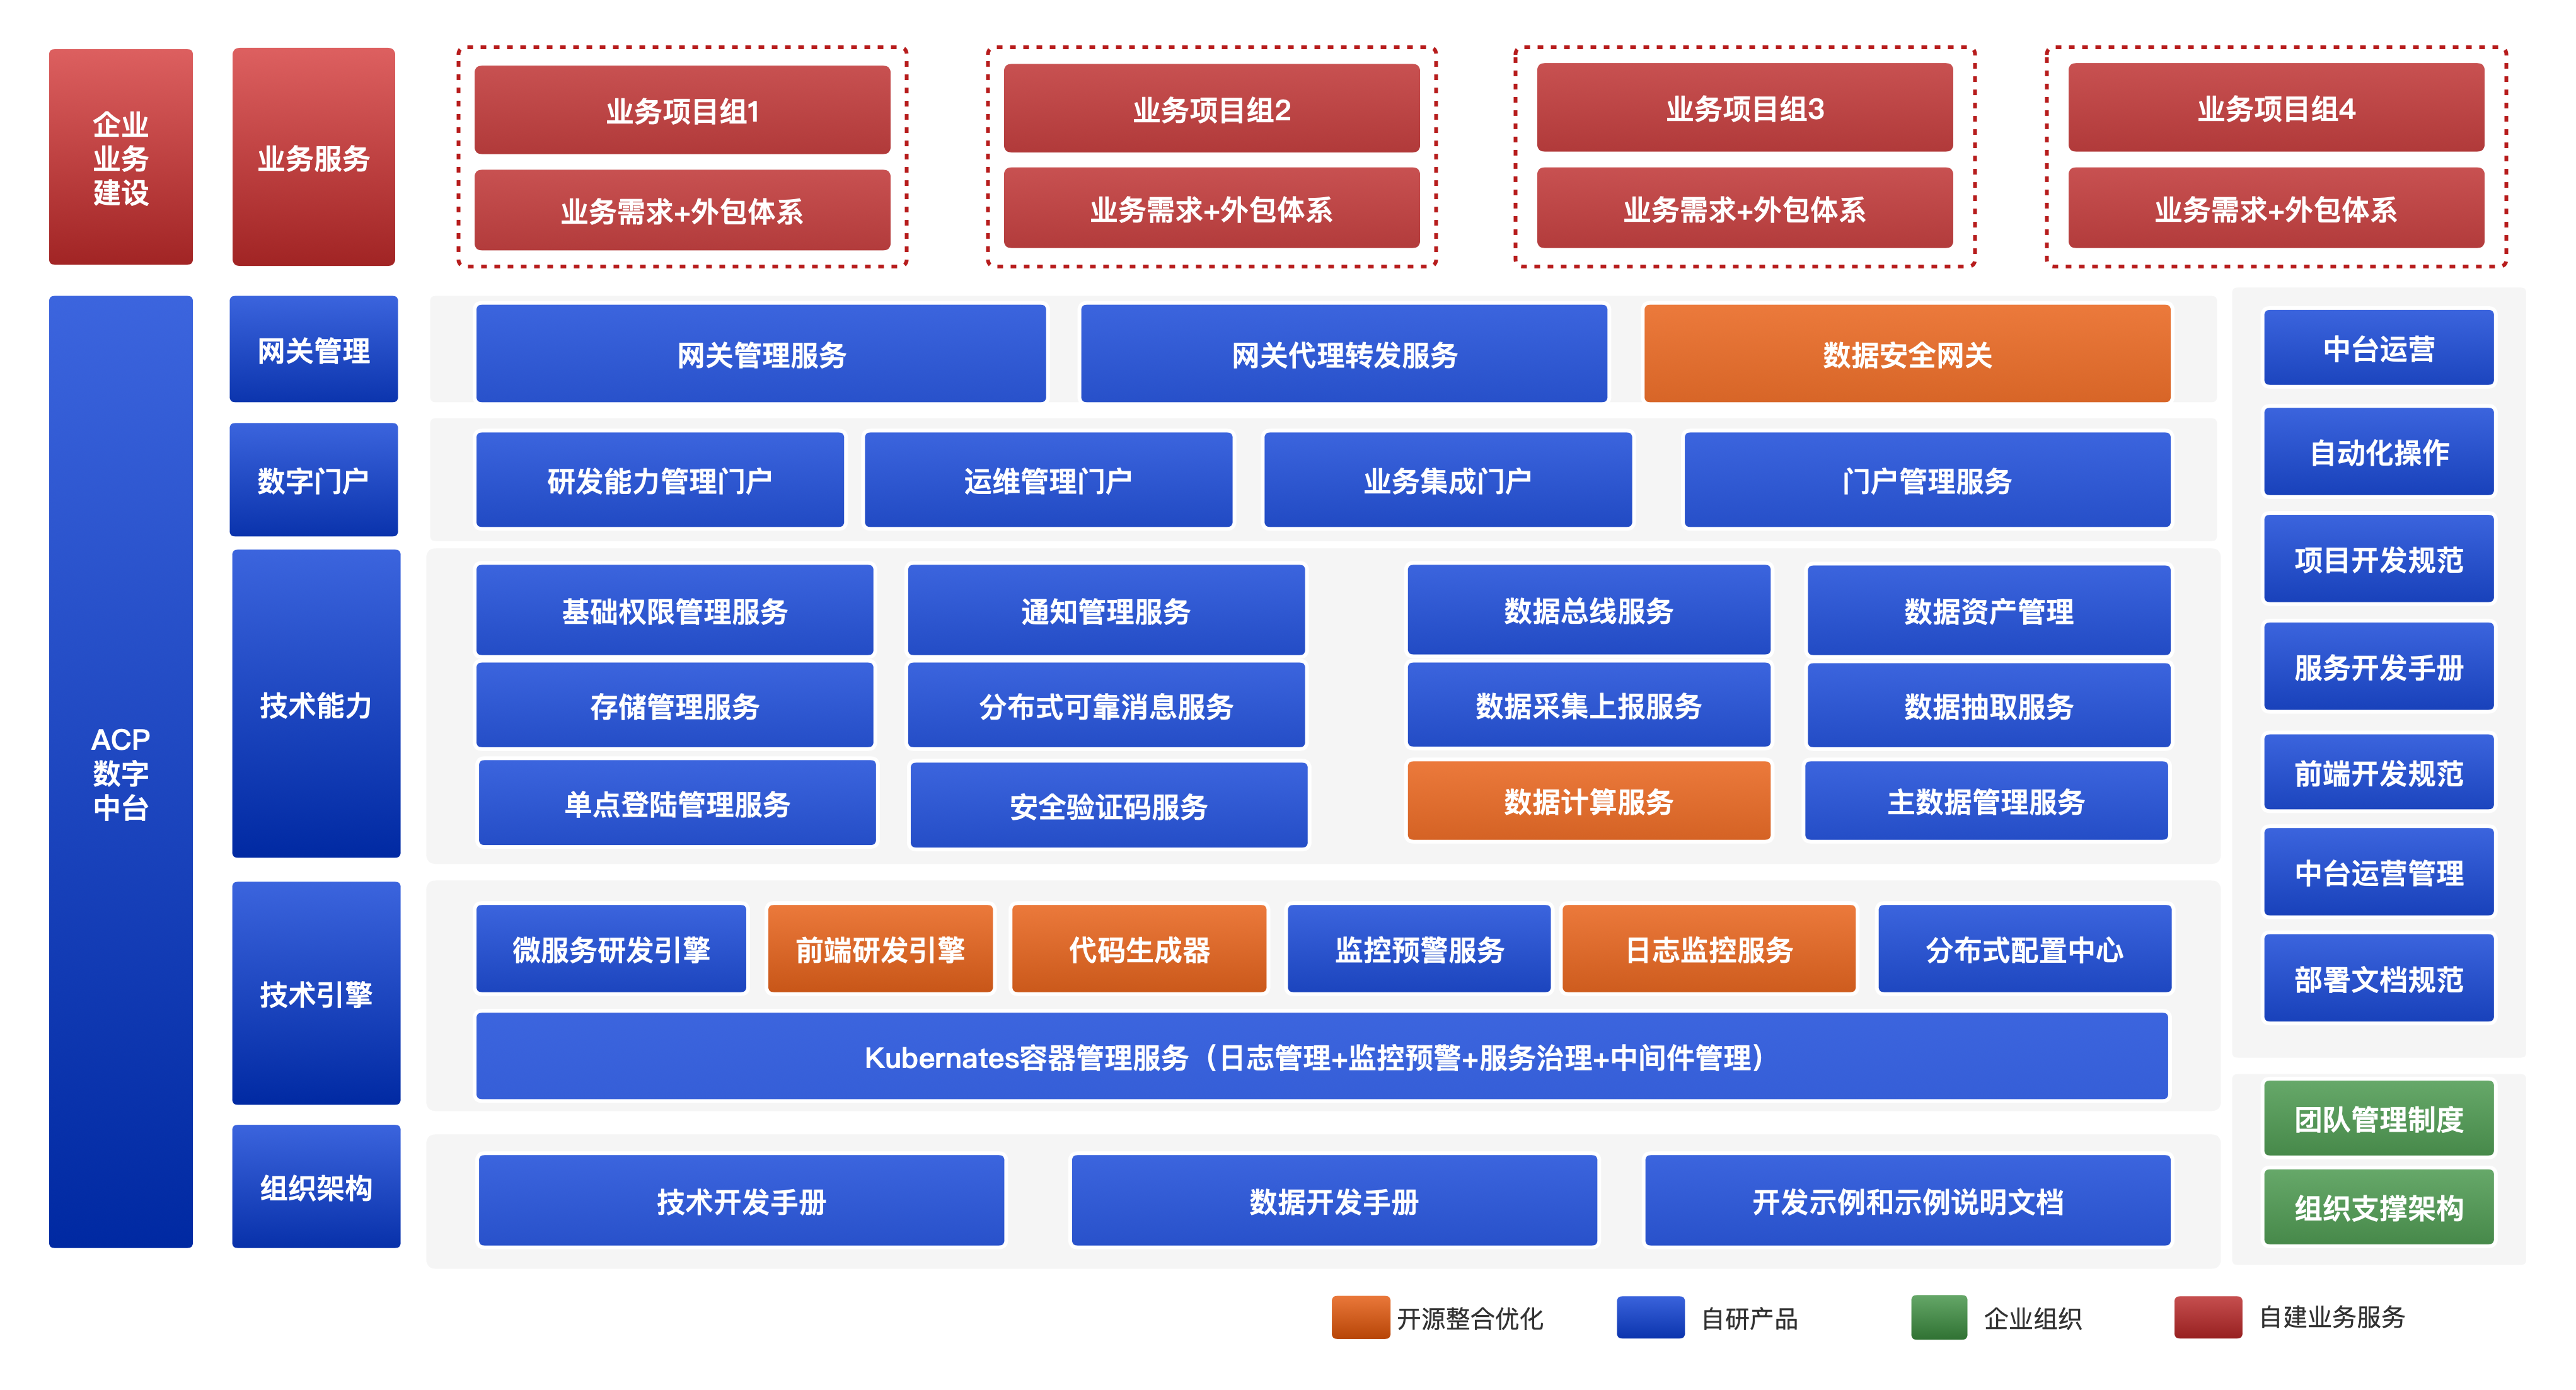 企业
业务
建设
业务服务
业务项目组1
业务需求+外包体系
业务项目组2
业务需求+外包体系
业务项目组3
业务需求+外包体系
业务项目组4
业务需求+外包体系
ACP
数字
中台
网关管理
网关管理服务
网关代理转发服务
数据安全网关
数字门户
研发能力管理门户
运维管理门户
业务集成门户
门户管理服务
技术能力
基础权限管理服务
通知管理服务
数据总线服务
数据资产管理
存储管理服务
分布式可靠消息服务
数据采集上报服务
数据抽取服务
单点登陆管理服务
安全验证码服务
数据计算服务
主数据管理服务
技术引擎
微服务研发引擎
前端研发引擎
代码生成器
监控预警服务
日志监控服务
分布式配置中心
Kubernates容器管理服务（日志管理+监控预警+服务治理+中间件管理）
组织架构
技术开发手册
数据开发手册
开发示例和示例说明文档
中台运营
自动化操作
项目开发规范
服务开发手册
前端开发规范
中台运营管理
部署文档规范
团队管理制度
组织支撑架构
开源整合优化
自研产品
企业组织
自建业务服务